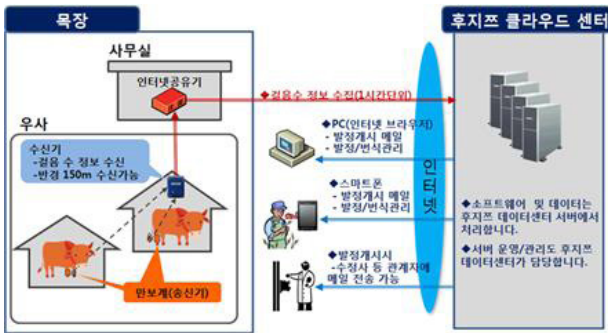 목장
사무실
인터넷공유기
우사
수신기
-걸음 수 정보 수신
-반경 150m 수신가능
만보계(송신기)
◆걸음수 정보 수집(1시간단위)
◆PC(인터넷 브라우저)
- 발정개시 메일
- 발정/번식관리
◆스마트폰
- 발정개시 메일
- 발정/번식관리
◆발정개시시
-수정사 등 관계자에
메일 전송 가능
인터넷
후지쯔 클라우드 센터
◆소프트웨어 및 데이터는
후지쯔 데이터센터 서버에서
처리합니다.
◆서버 운영/관리도 후지쯔
데이터센터가 담당합니다.